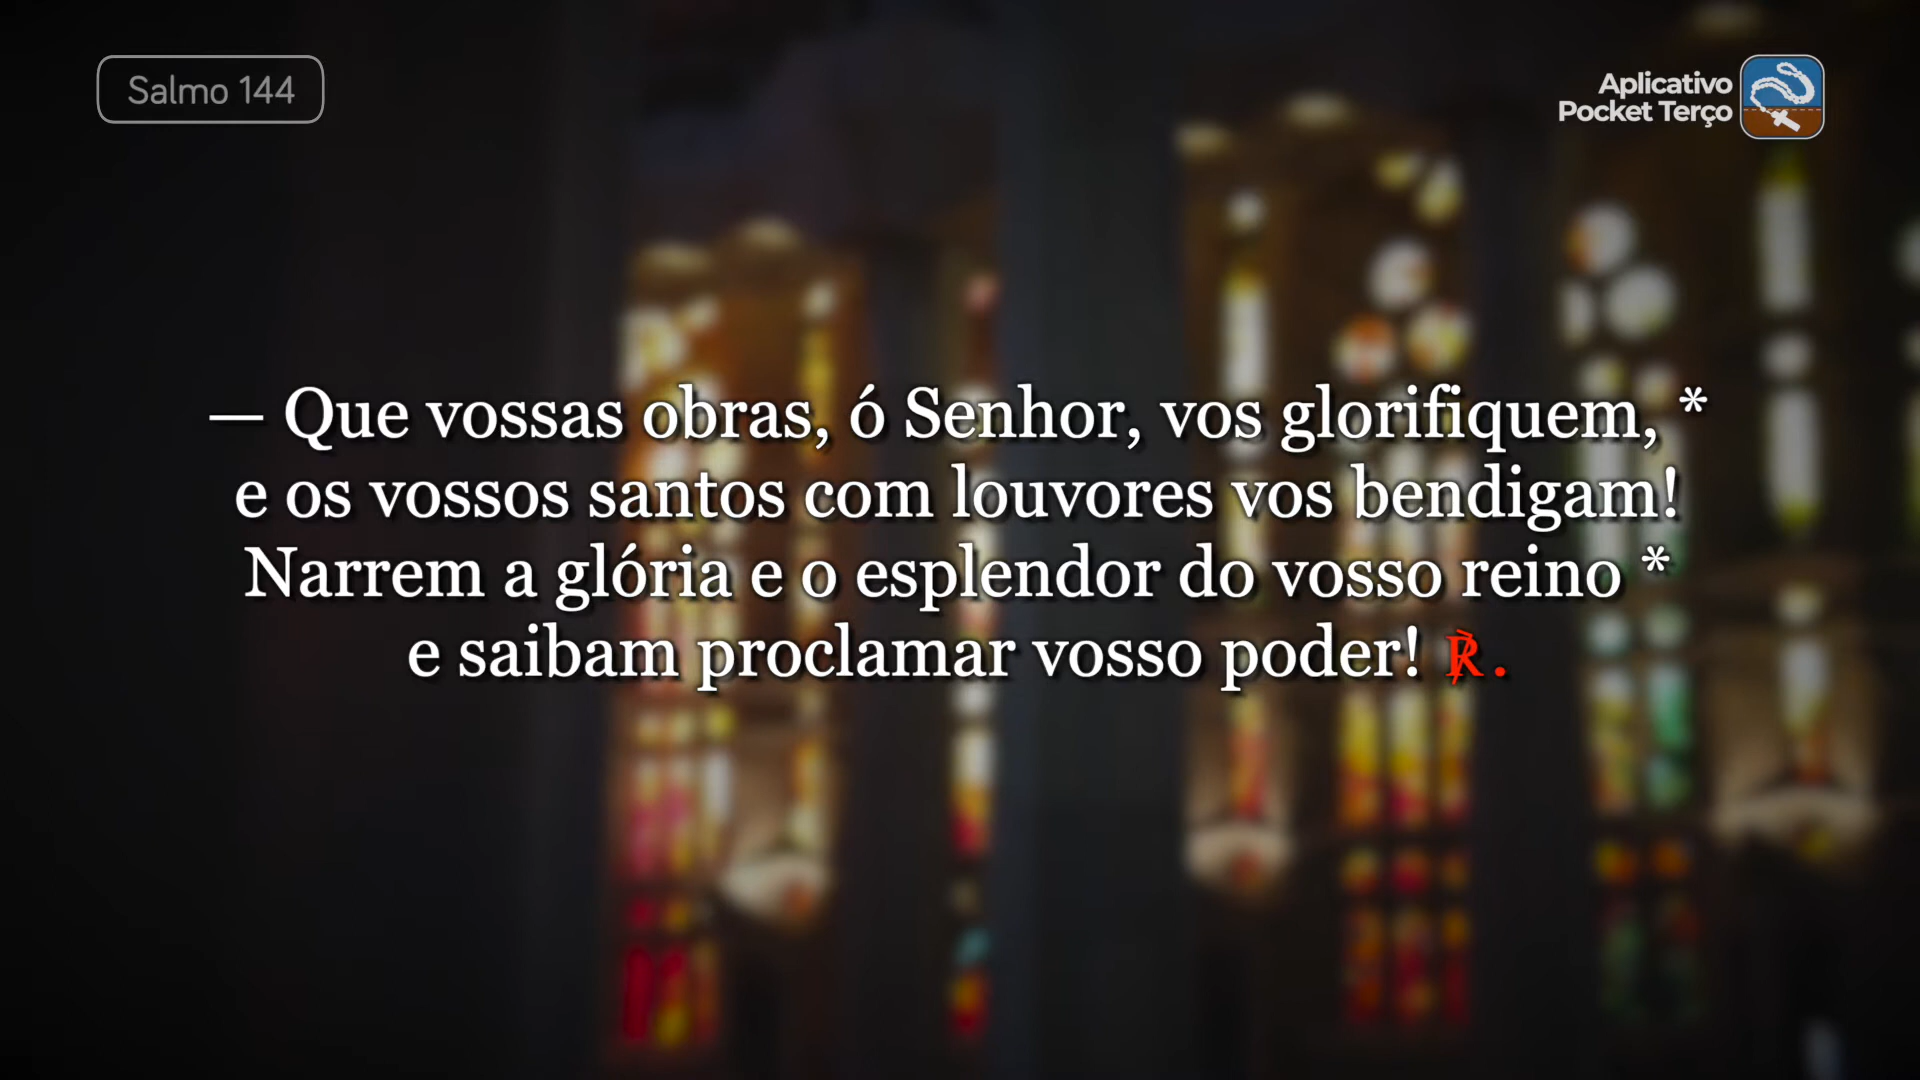 Salmo 144
Aplicativo
Pocket Terço
— Que vossas obras, ó Senhor, vos glorifiquem, *
e os vossos santos com louvores vos bendigam!
Narrem a glória e o esplendor do vosso reino *
e saibam proclamar vosso poder! ℟.